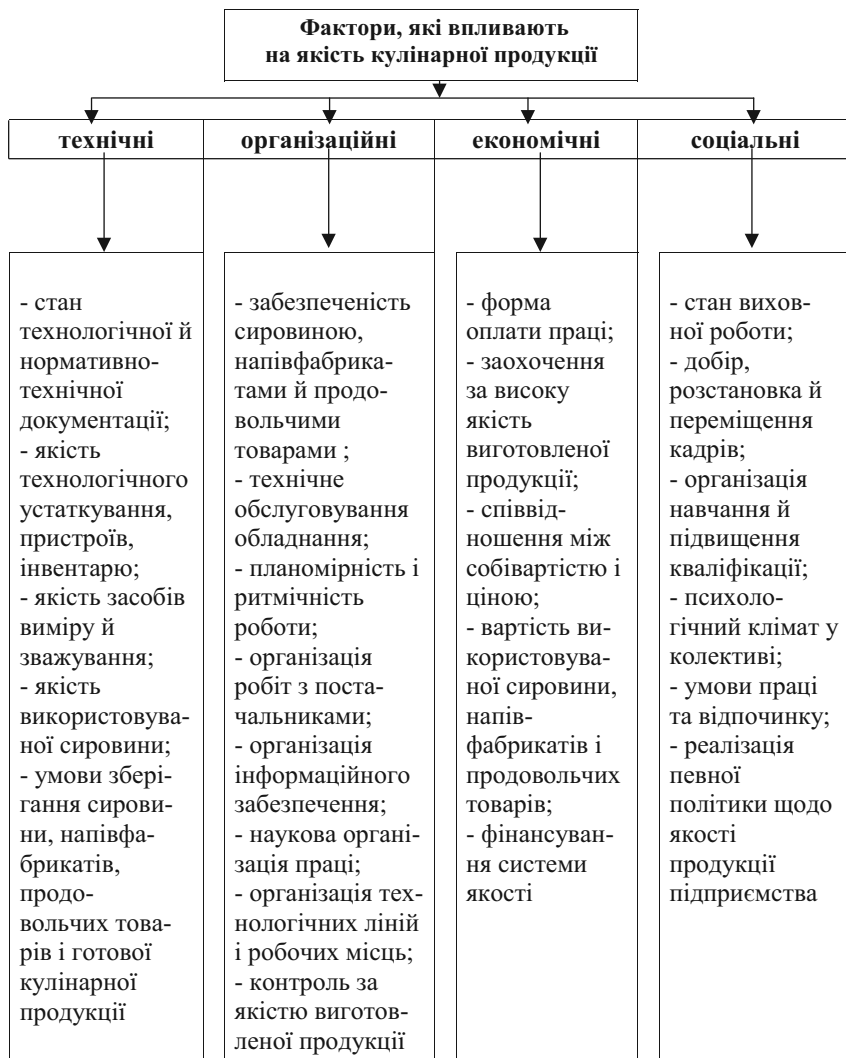 Фактори, які впливають
на якість кулінарної продукції
технічні
організаційні
економічні
соціальні
- стан
технологічної й
нормативно-
технічної
документації;
- якість
технологічного
устаткування,
пристроїв,
інвентарю;
- якість засобів
виміру й
зважування;
- якість
використовува-
ної сировини;
- умови збері-
гання сирови-
ни, напівфа-
брикатів,
продо-
вольчих това-
рів і готової
кулінарної
продукції
- забезпеченість
сировиною,
напівфабрика-
тами й продо-
вольчими
товарами ;
- технічне
обслуговування
обладнання;
- планомірність і
ритмічність
роботи;
- організація
робіт з поста-
чальниками;
- організація
інформаційного
забезпечення;
- наукова органі-
зація праці;
- організація тех-
нологічних ліній
і робочих місць;
- контроль за
якістю виготов-
леної продукції
- форма
оплати праці;
- заохочення
за високу
якість
виготовленої
продукції;
- співвід-
ношення між
собівартістю і
ціною;
- вартість ви-
користовува-
ної сировини,
напів-
фабрикатів і
продовольчих
товарів;
- фінансуван-
ня системи
якості
- стан вихов-
ної роботи;
- добір,
розстановка й
переміщення
кадрів;
- організація
навчання й
підвищення
кваліфікації;
- психоло-
гічний клімат у
колективі;
- умови праці
та відпочинку;
- реалізація
певної
політики щодо
якості
продукції
підприємства